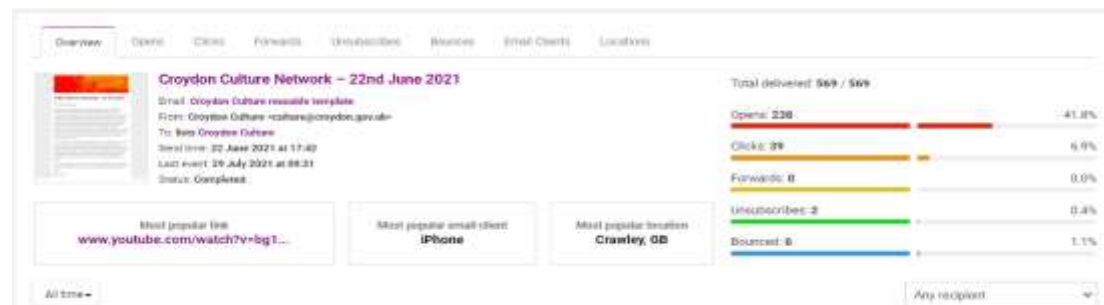 Overview Opens Clicks Forwards Unsubscribes Bounces Email Clients Locations
Croydon Culture Network – 22nd June 2021
Email: Croydon Culture reusable template
From: Croydon Culture <culture@croydon.gov.uk>
To: lists Croydon Culture
Send time: 22 June 2021 at 17:42
Last event: 29 July 2021 at 09:31
Status: Completed
Total delivered: 569 / 569
Opens: 238 41.8%
Clicks: 39 6.9%
Forwards: 0 0.0%
Unsubscribes: 2 0.4%
Bounced: 6 1.1%
Most popular link
www.youtube.com/watch?v=bg1...
Most popular email client
iPhone
Most popular location
Crawley, GB
All time
Any recipient